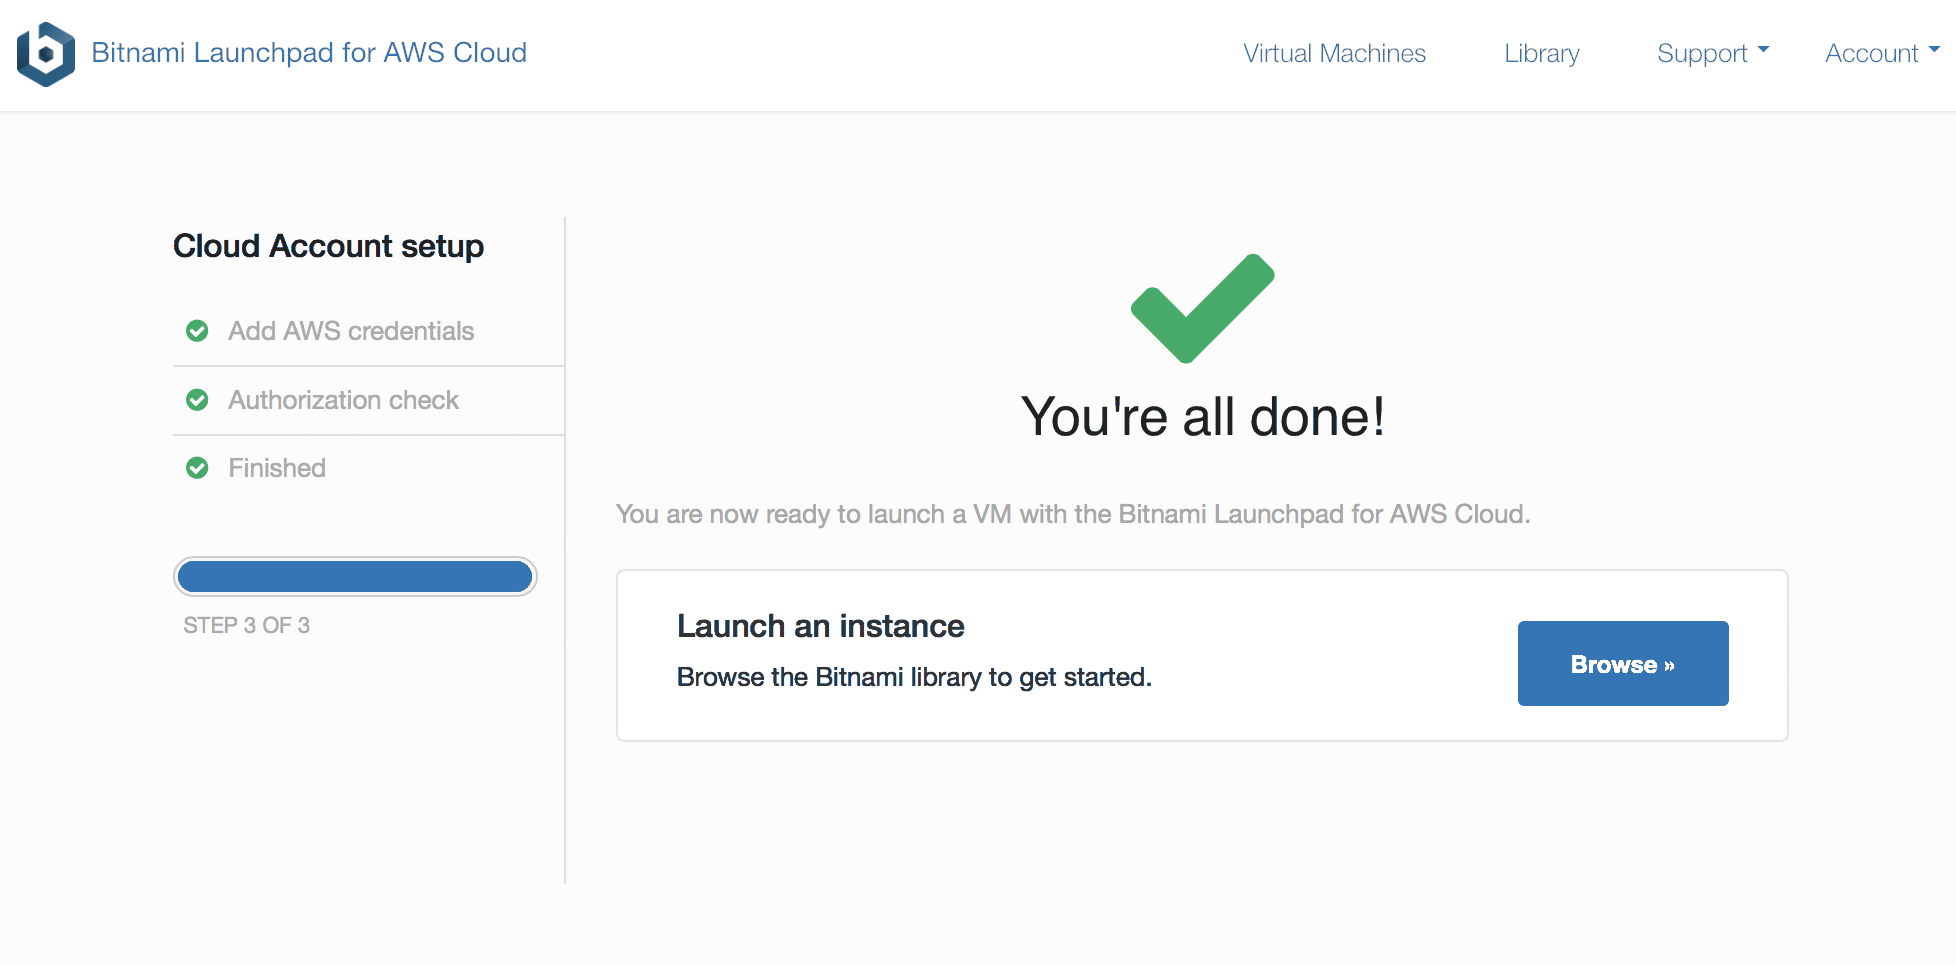 Bitnami Launchpad for AWS Cloud
Virtual Machines
Library
Support
Account
Cloud Account setup
Add AWS credentials
Authorization check
Finished
STEP 3 OF 3
You're all done!
You are now ready to launch a VM with the Bitnami Launchpad for AWS Cloud.
Launch an instance
Browse the Bitnami library to get started.
Browse »